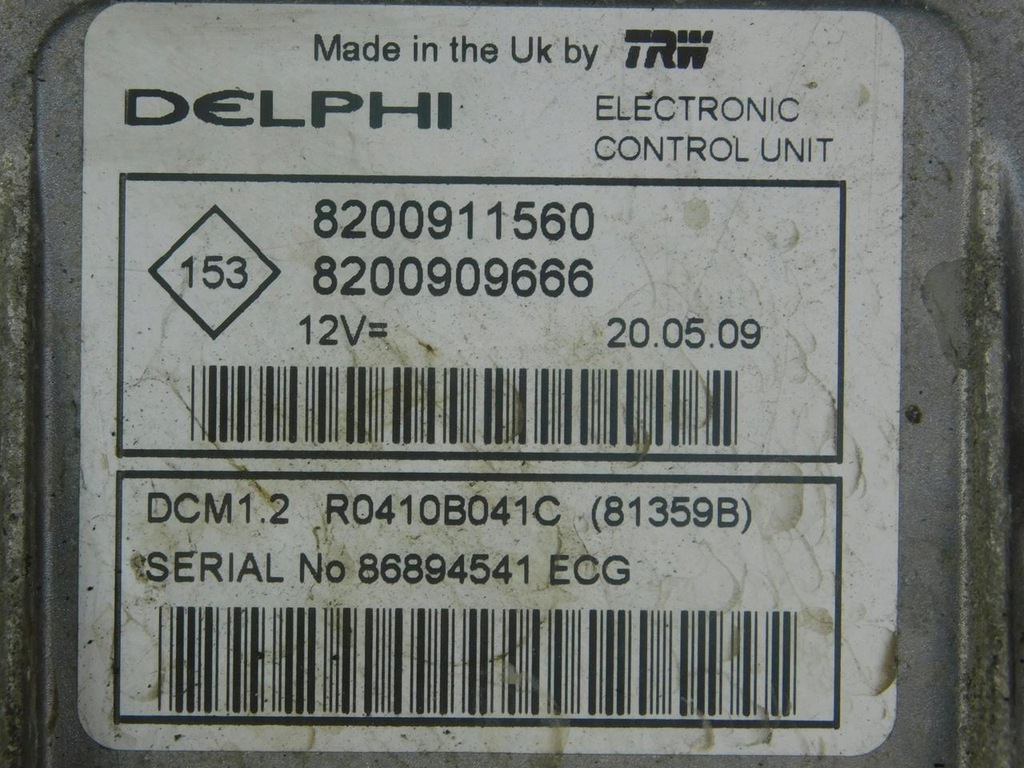 Made in the Uk by TRW
DELPHI
ELECTRONIC
CONTROL UNIT
153
8200911560
8200909666
12V=
20.05.09
DCM1.2 R0410B041C (81359B)
SERIAL No 86894541 ECG